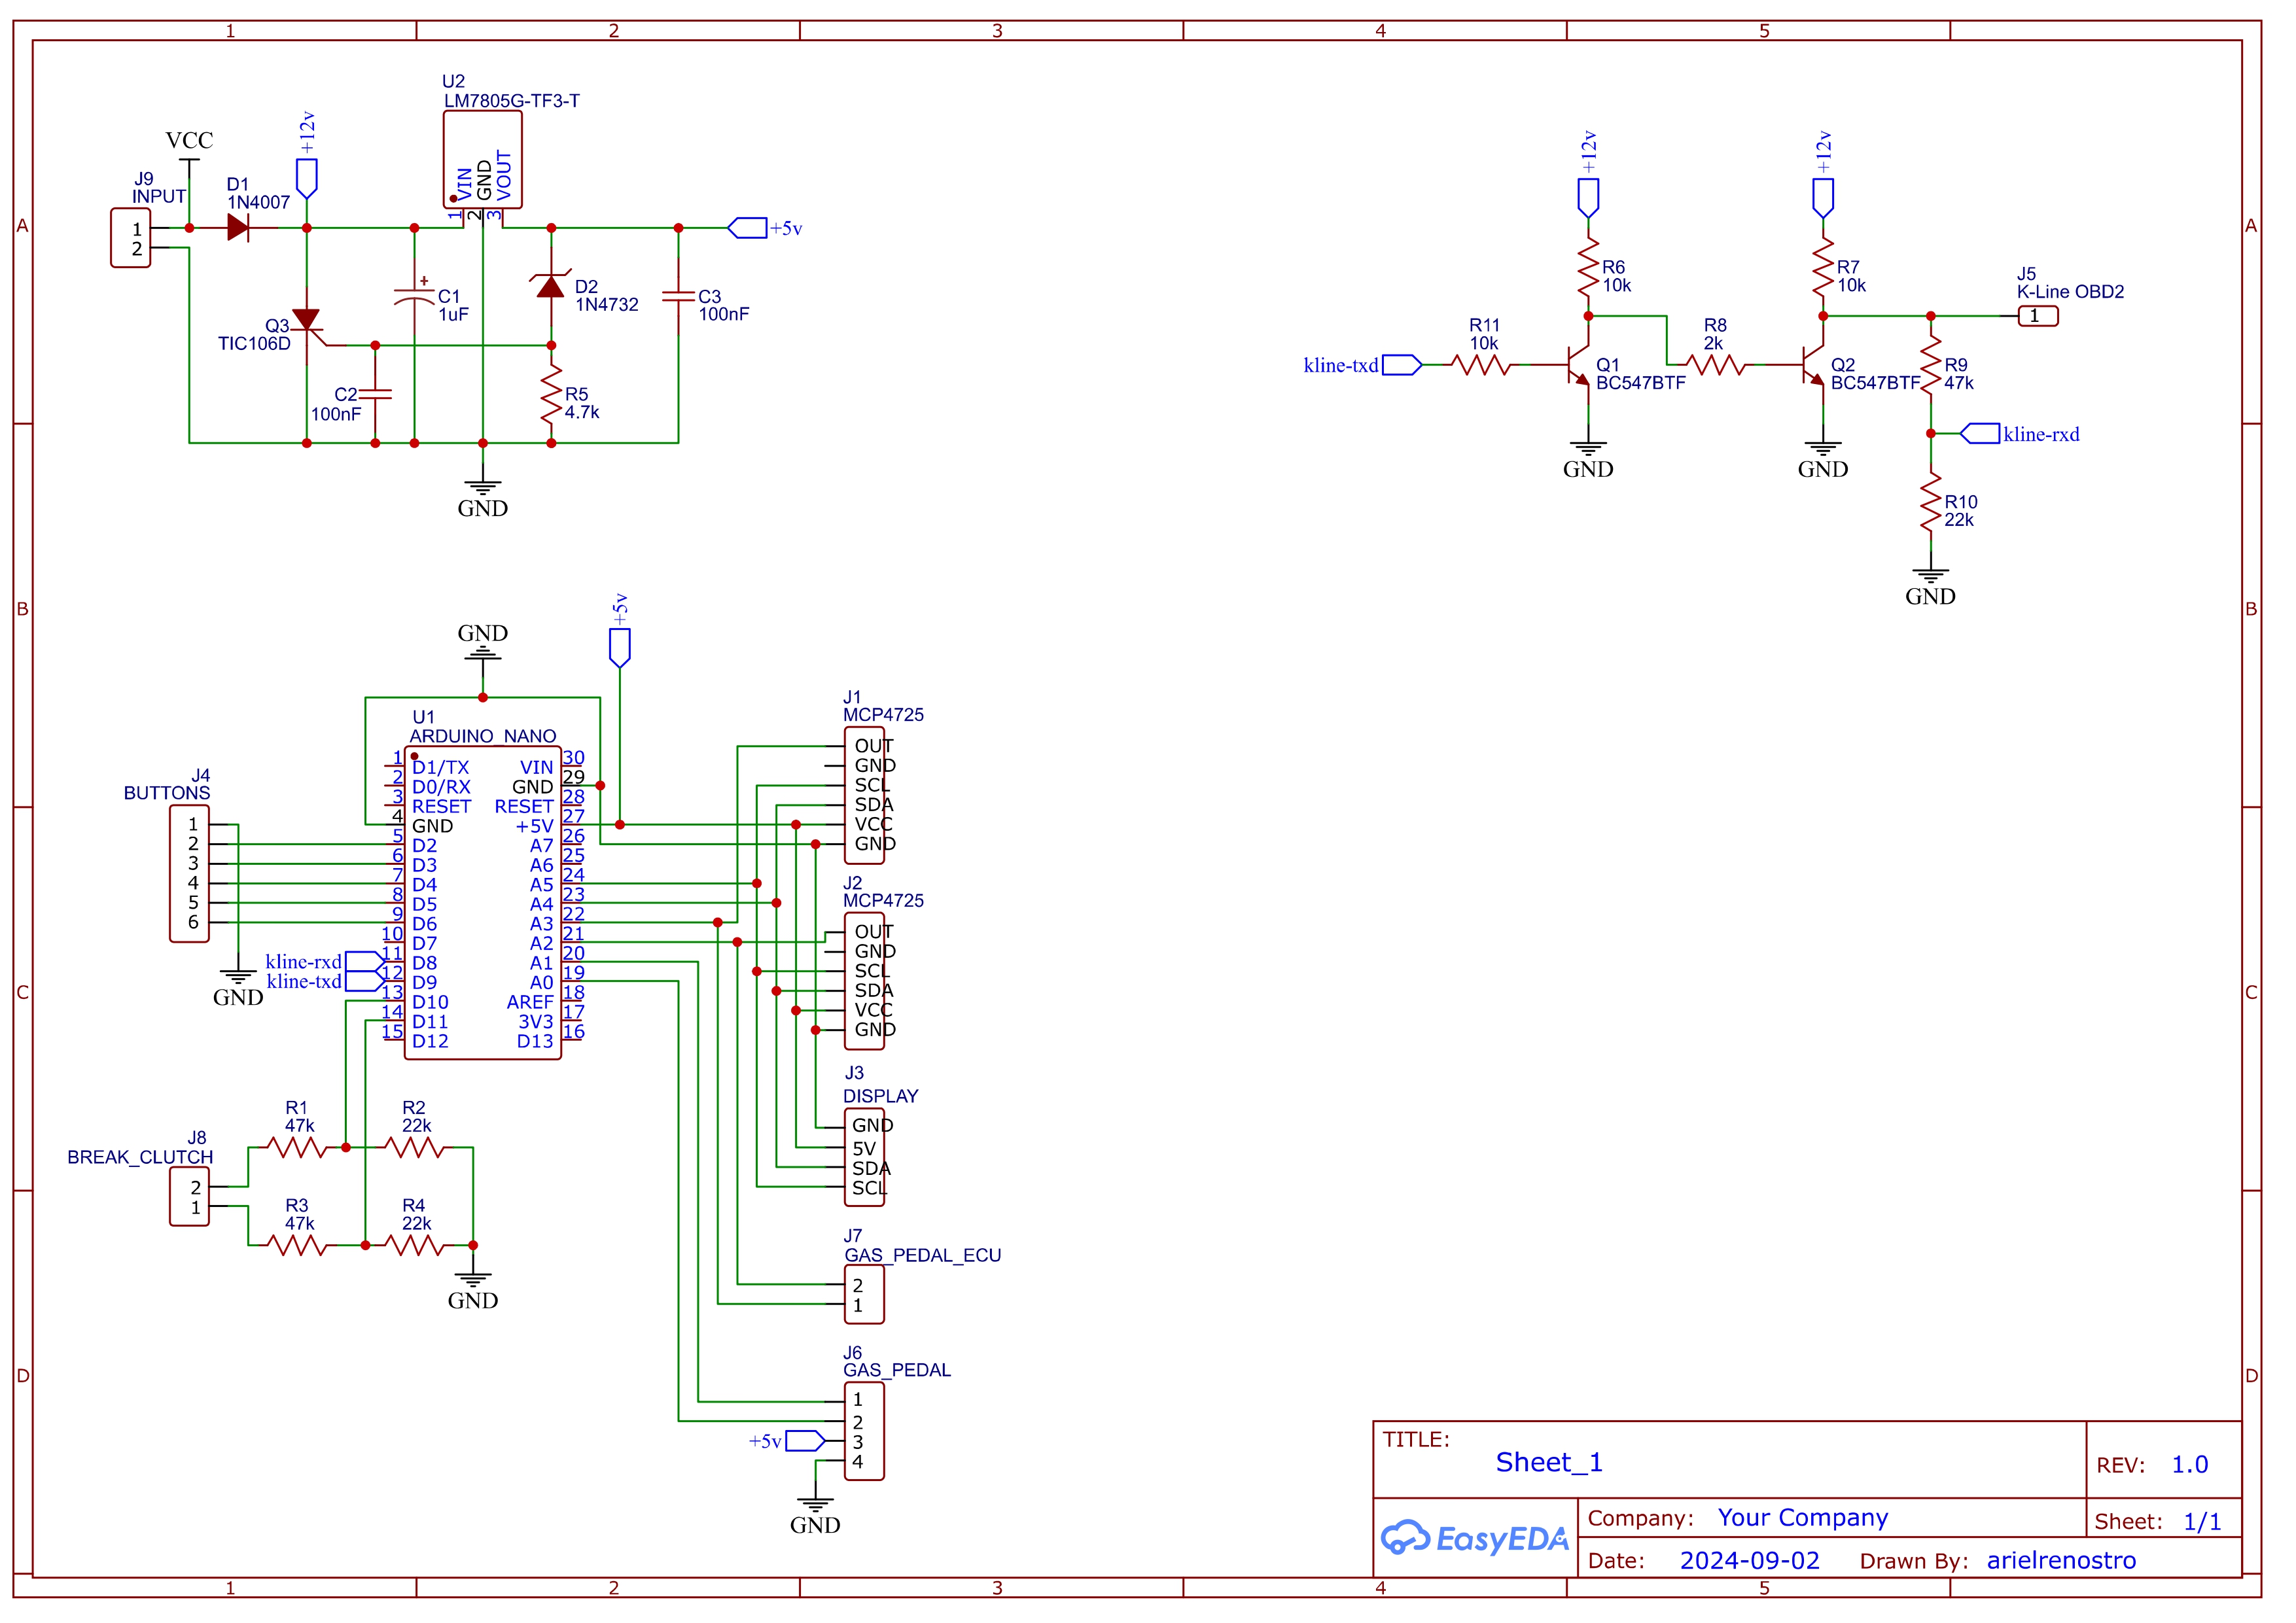 1
2
3
4
5
A
B
C
D
A
B
C
D
1
2
3
4
5
U2
LM7805G-TF3-T
VIN
GND
VOUT
1
2
3
VCC
+12v
J9
INPUT
1
2
D1
1N4007
+5v
Q3
TIC106D
+
C1
1uF
D2
1N4732
C3
100nF
C2
100nF
R5
4.7k
GND
+12v
+12v
R6
10k
R7
10k
J5
K-Line OBD2
1
kline-txd
R11
10k
R8
2k
Q1
BC547BTF
Q2
BC547BTF
R9
47k
kline-rxd
GND
GND
R10
22k
GND
GND
+5v
U1
ARDUINO_NANO
1 D1/TX
2 D0/RX
3 RESET
4 GND
5 D2
6 D3
7 D4
8 D5
9 D6
10 D7
11 D8
12 D9
13 D10
14 D11
15 D12
VIN 30
GND 29
RESET 28
+5V 27
A7 26
A6 25
A5 24
A4 23
A3 22
A2 21
A1 20
A0 19
AREF 18
3V3 17
D13 16
J4
BUTTONS
1
2
3
4
5
6
kline-rxd
kline-txd
GND
J1
MCP4725
OUT
GND
SCL
SDA
VCC
GND
J2
MCP4725
OUT
GND
SCL
SDA
VCC
GND
J3
DISPLAY
GND
5V
SDA
SCL
J8
BREAK_CLUTCH
2
1
R1
47k
R2
22k
R3
47k
R4
22k
GND
J7
GAS_PEDAL_ECU
2
1
J6
GAS_PEDAL
1
2
3
4
+5v
GND
TITLE:
Sheet_1
REV: 1.0
EasyEDA
Company: Your Company
Sheet: 1/1
Date: 2024-09-02
Drawn By: arielrenostro